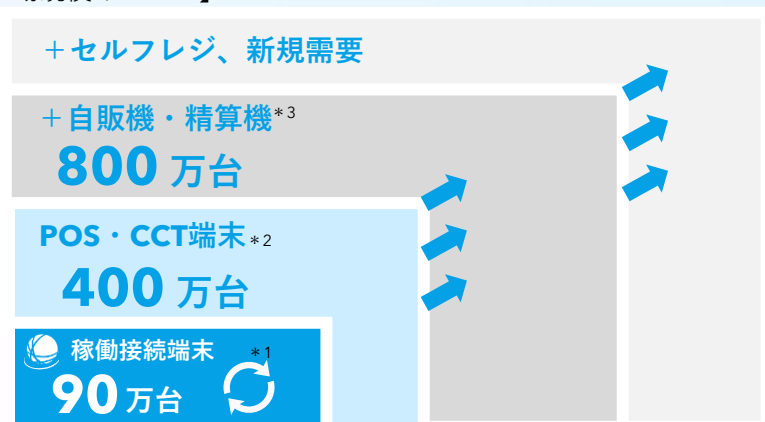 ＋セルフレジ、新規需要
＋自販機・精算機＊3
800 万台
POS・CCT端末＊2
400 万台
稼働接続端末 ＊1
90 万台